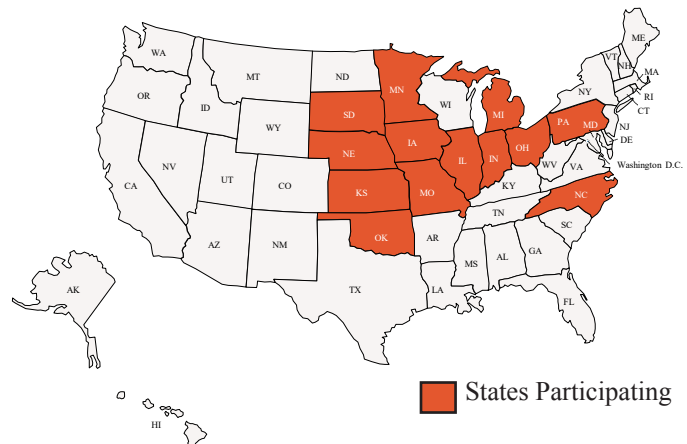 ME
WA
VT
NH
MT
ND
MA
MN
OR
NY
WI
ID
SD
MI
RI
WY
CT
PA
MD
NJ
IA
NE
OH
DE
NV
IL
IN
Washington D.C.
UT
WV
VA
CO
CA
KS
MO
KY
NC
TN
OK
AR
SC
AZ
NM
MS
AL
GA
AK
TX
LA
FL
States Participating
HI